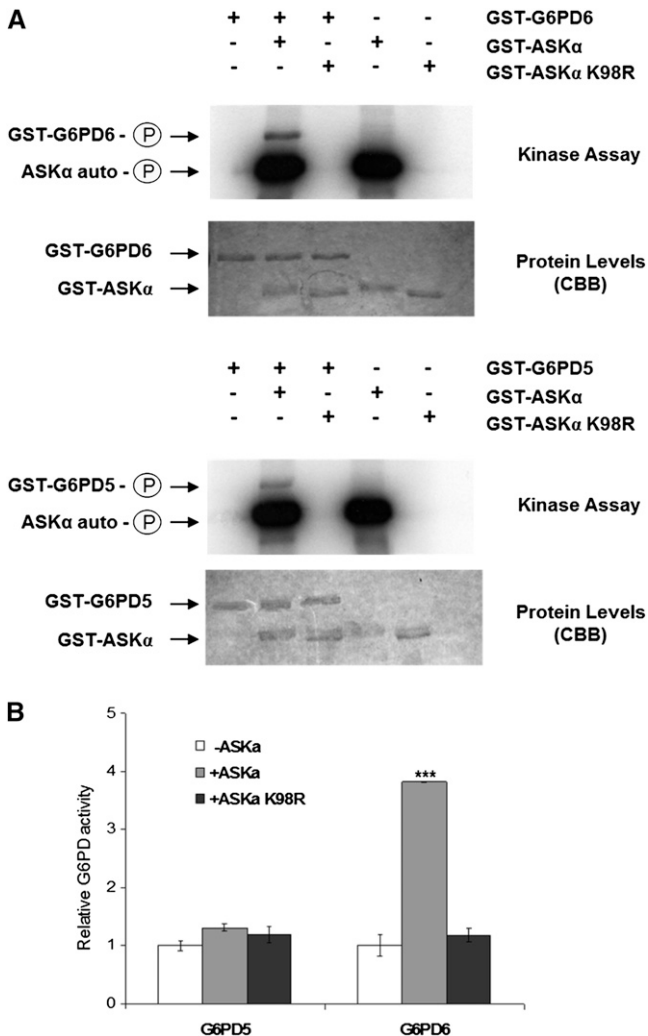 A
+ + + - - GST-G6PD6
- + - + - GST-ASKα
- - + - + GST-ASKα K98R
GST-G6PD6 - P
ASKα auto - P
Kinase Assay
GST-G6PD6
GST-ASKα
Protein Levels
(CBB)
+ + + - - GST-G6PD5
- + - + - GST-ASKα
- - + - + GST-ASKα K98R
GST-G6PD5 - P
ASKα auto - P
Kinase Assay
GST-G6PD5
GST-ASKα
Protein Levels
(CBB)
B
Relative G6PD activity
5
4
3
2
1
0
-ASKa
+ASKa
+ASKa K98R
***
G6PD5 G6PD6